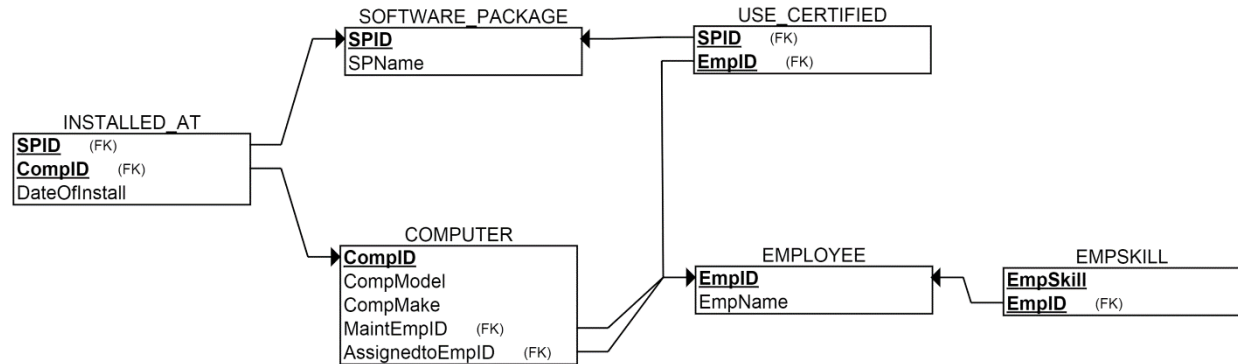 SOFTWARE_PACKAGE
SPID
SPName
USE_CERTIFIED
SPID (FK)
EmpID (FK)
INSTALLED_AT
SPID (FK)
CompID (FK)
DateOfInstall
COMPUTER
CompID
CompModel
CompMake
MaintEmpID (FK)
AssignedtoEmpID (FK)
EMPLOYEE
EmpID
EmpName
EMPSKILL
EmpSkill
EmpID (FK)